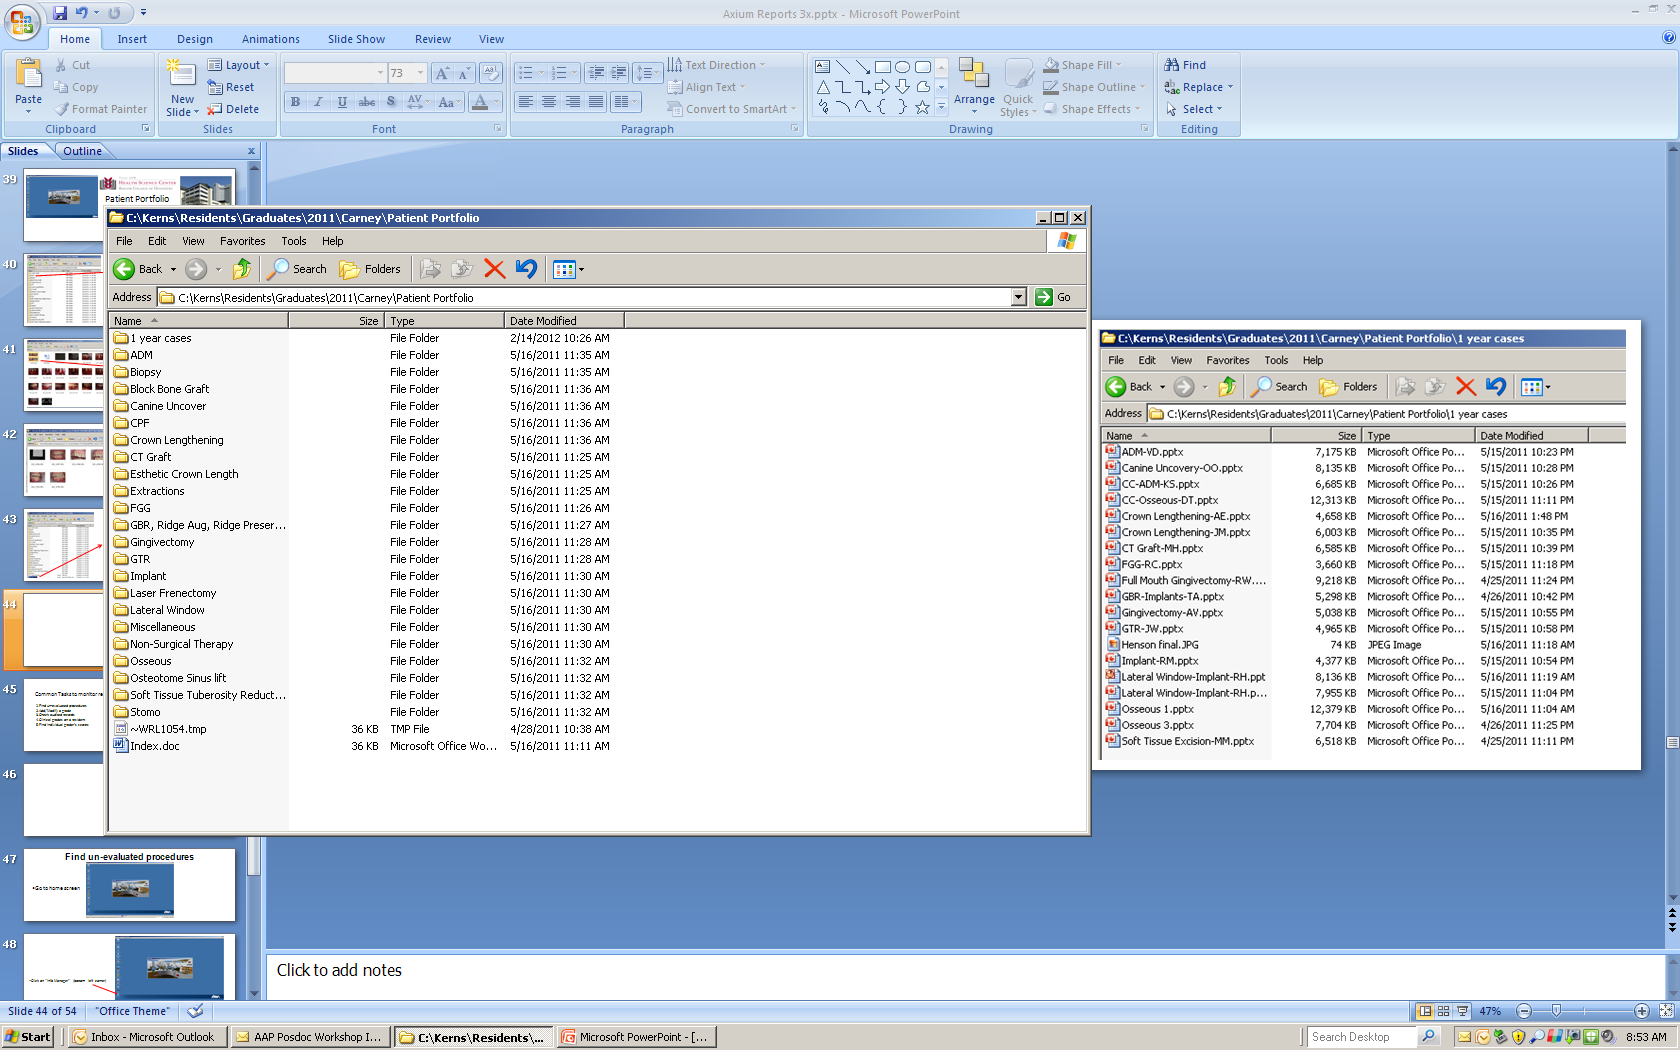 Axium Reports 3x.pptx - Microsoft PowerPoint
Home Insert Design Animations Slide Show Review View
Paste
Cut
Copy
Format Painter
Clipboard
New Slide
Layout
Reset
Delete
Slides
73
B I U abc S AV Aa A
Font
Text Direction
Align Text
Convert to SmartArt
Paragraph
Arrange
Quick Styles
Shape Fill
Shape Outline
Shape Effects
Drawing
Find
Replace
Select
Editing
Slides Outline
39
HEALTH SCIENCE CENTER
Patient Portfolio
40
41
42
43
44
45
46
47
Find un-evaluated procedures
•Go to home screen
48
C:\Kerns\Residents\Graduates\2011\Carney\Patient Portfolio
File Edit View Favorites Tools Help
Back Search Folders
Address C:\Kerns\Residents\Graduates\2011\Carney\Patient Portfolio Go
Name Size Type Date Modified
1 year cases File Folder 2/14/2012 10:26 AM
ADM File Folder 5/16/2011 11:35 AM
Biopsy File Folder 5/16/2011 11:35 AM
Block Bone Graft File Folder 5/16/2011 11:36 AM
Canine Uncover File Folder 5/16/2011 11:36 AM
CPF File Folder 5/16/2011 11:36 AM
Crown Lengthening File Folder 5/16/2011 11:36 AM
CT Graft File Folder 5/16/2011 11:25 AM
Esthetic Crown Length File Folder 5/16/2011 11:25 AM
Extractions File Folder 5/16/2011 11:25 AM
FGG File Folder 5/16/2011 11:26 AM
GBR, Ridge Aug, Ridge Preser... File Folder 5/16/2011 11:27 AM
Gingivectomy File Folder 5/16/2011 11:28 AM
GTR File Folder 5/16/2011 11:28 AM
Implant File Folder 5/16/2011 11:30 AM
Laser Frenectomy File Folder 5/16/2011 11:30 AM
Lateral Window File Folder 5/16/2011 11:30 AM
Miscellaneous File Folder 5/16/2011 11:30 AM
Non-Surgical Therapy File Folder 5/16/2011 11:30 AM
Osseous File Folder 5/16/2011 11:32 AM
Osteotome Sinus lift File Folder 5/16/2011 11:32 AM
Soft Tissue Tuberosity Reduct... File Folder 5/16/2011 11:32 AM
Stomo File Folder 5/16/2011 11:32 AM
~WRL1054.tmp 36 KB TMP File 4/28/2011 10:38 AM
Index.doc 36 KB Microsoft Office Wo... 5/16/2011 11:11 AM
C:\Kerns\Residents\Graduates\2011\Carney\Patient Portfolio\1 year cases
File Edit View Favorites Tools Help
Back Search Folders
Address C:\Kerns\Residents\Graduates\2011\Carney\Patient Portfolio\1 year cases
Name Size Type Date Modified
ADM-VD.pptx 7,175 KB Microsoft Office Po... 5/15/2011 10:23 PM
Canine Uncovery-OO.pptx 8,135 KB Microsoft Office Po... 5/15/2011 10:28 PM
CC-ADM-KS.pptx 6,685 KB Microsoft Office Po... 5/15/2011 10:26 PM
CC-Osseous-DT.pptx 12,313 KB Microsoft Office Po... 5/15/2011 11:11 PM
Crown Lengthening-AE.pptx 4,658 KB Microsoft Office Po... 5/16/2011 1:48 PM
Crown Lengthening-JM.pptx 6,003 KB Microsoft Office Po... 5/15/2011 10:35 PM
CT Graft-MH.pptx 6,585 KB Microsoft Office Po... 5/15/2011 10:39 PM
FGG-RC.pptx 3,660 KB Microsoft Office Po... 5/15/2011 11:18 PM
Full Mouth Gingivectomy-RW.... 9,218 KB Microsoft Office Po... 4/25/2011 11:24 PM
GBR-Implants-TA.pptx 5,298 KB Microsoft Office Po... 4/26/2011 10:42 PM
Gingivectomy-AV.pptx 5,038 KB Microsoft Office Po... 5/15/2011 10:55 PM
GTR-JW.pptx 4,965 KB Microsoft Office Po... 5/15/2011 10:58 PM
Henson final.JPG 74 KB JPEG Image 5/16/2011 11:18 AM
Implant-RM.pptx 4,377 KB Microsoft Office Po... 5/15/2011 10:54 PM
Lateral Window-Implant-RH.ppt 8,136 KB Microsoft Office Po... 5/16/2011 11:19 AM
Lateral Window-Implant-RH.p... 7,955 KB Microsoft Office Po... 5/15/2011 11:04 PM
Osseous 1.pptx 12,379 KB Microsoft Office Po... 5/16/2011 11:04 AM
Osseous 3.pptx 7,704 KB Microsoft Office Po... 4/26/2011 11:25 PM
Soft Tissue Excision-MM.pptx 6,518 KB Microsoft Office Po... 4/25/2011 11:11 PM
Click to add notes
Slide 44 of 54 "Office Theme" 47%
Start Inbox - Microsoft Outlook AAP Posdoc Workshop I... C:\Kerns\Residents\... Microsoft PowerPoint - [... Search Desktop 8:53 AM